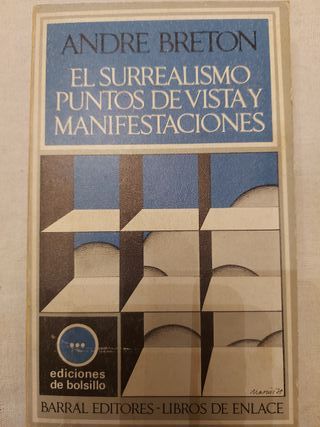 ANDRE BRETON
EL SURREALISMO
PUNTOS DE VISTA Y
MANIFESTACIONES
ediciones
de bolsillo
BARRAL EDITORES - LIBROS DE ENLACE